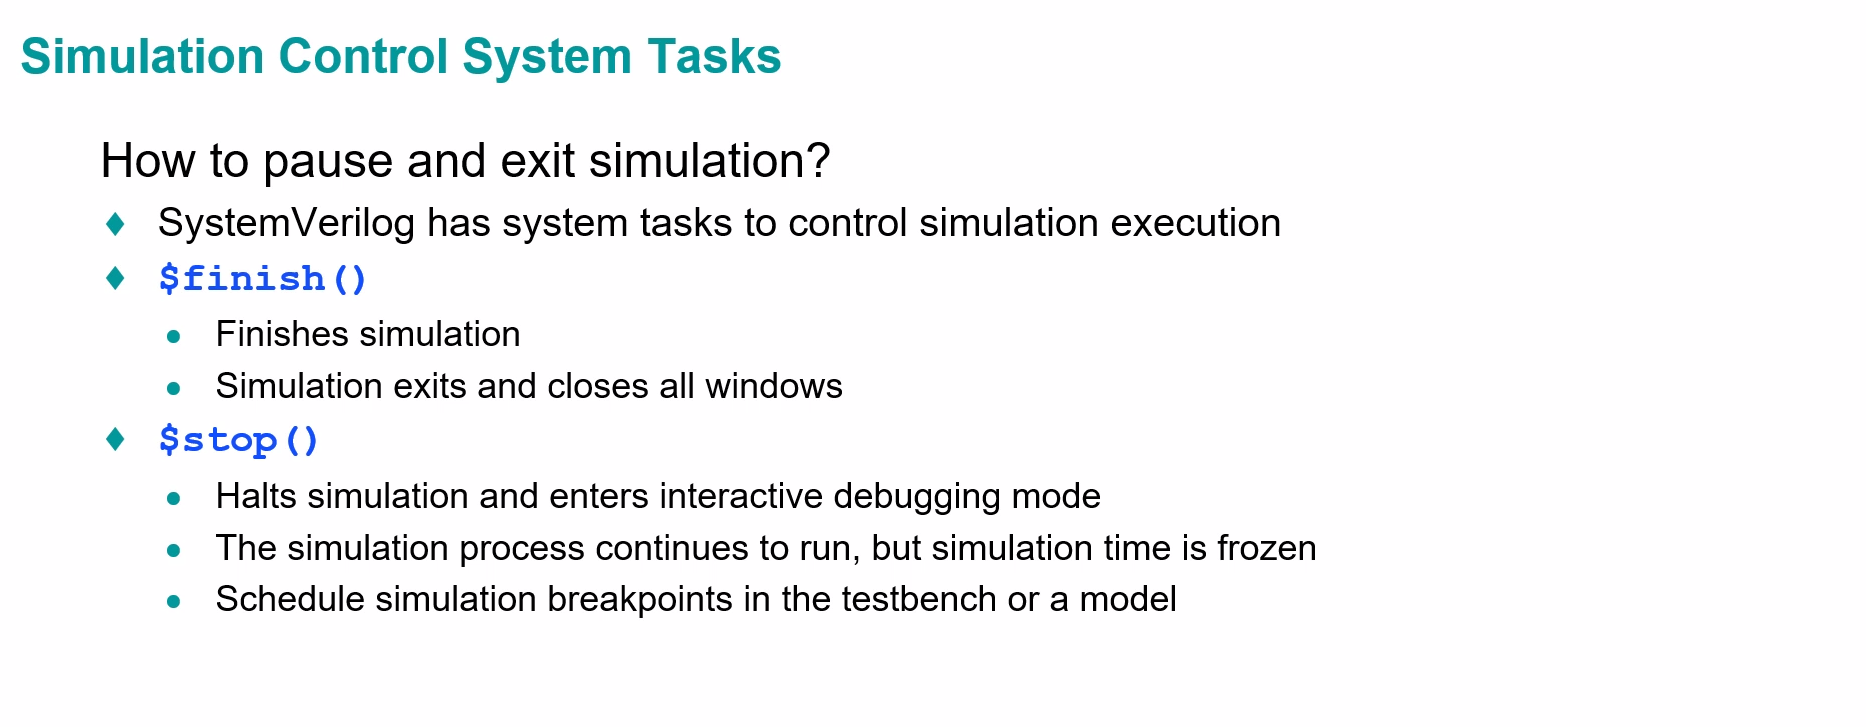 Simulation Control System Tasks
How to pause and exit simulation?
SystemVerilog has system tasks to control simulation execution
$finish()
Finishes simulation
Simulation exits and closes all windows
$stop()
Halts simulation and enters interactive debugging mode
The simulation process continues to run, but simulation time is frozen
Schedule simulation breakpoints in the testbench or a model